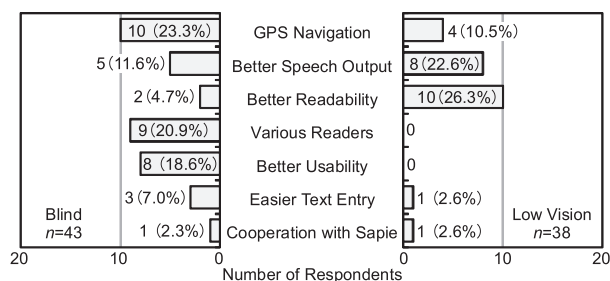 10 (23.3%) GPS Navigation 4 (10.5%)
5 (11.6%) Better Speech Output 8 (22.6%)
2 (4.7%) Better Readability 10 (26.3%)
9 (20.9%) Various Readers 0
8 (18.6%) Better Usability 0
3 (7.0%) Easier Text Entry 1 (2.6%)
1 (2.3%) Cooperation with Sapie 1 (2.6%)
Blind
n=43
Low Vision
n=38
20 10 0 0 10 20
Number of Respondents